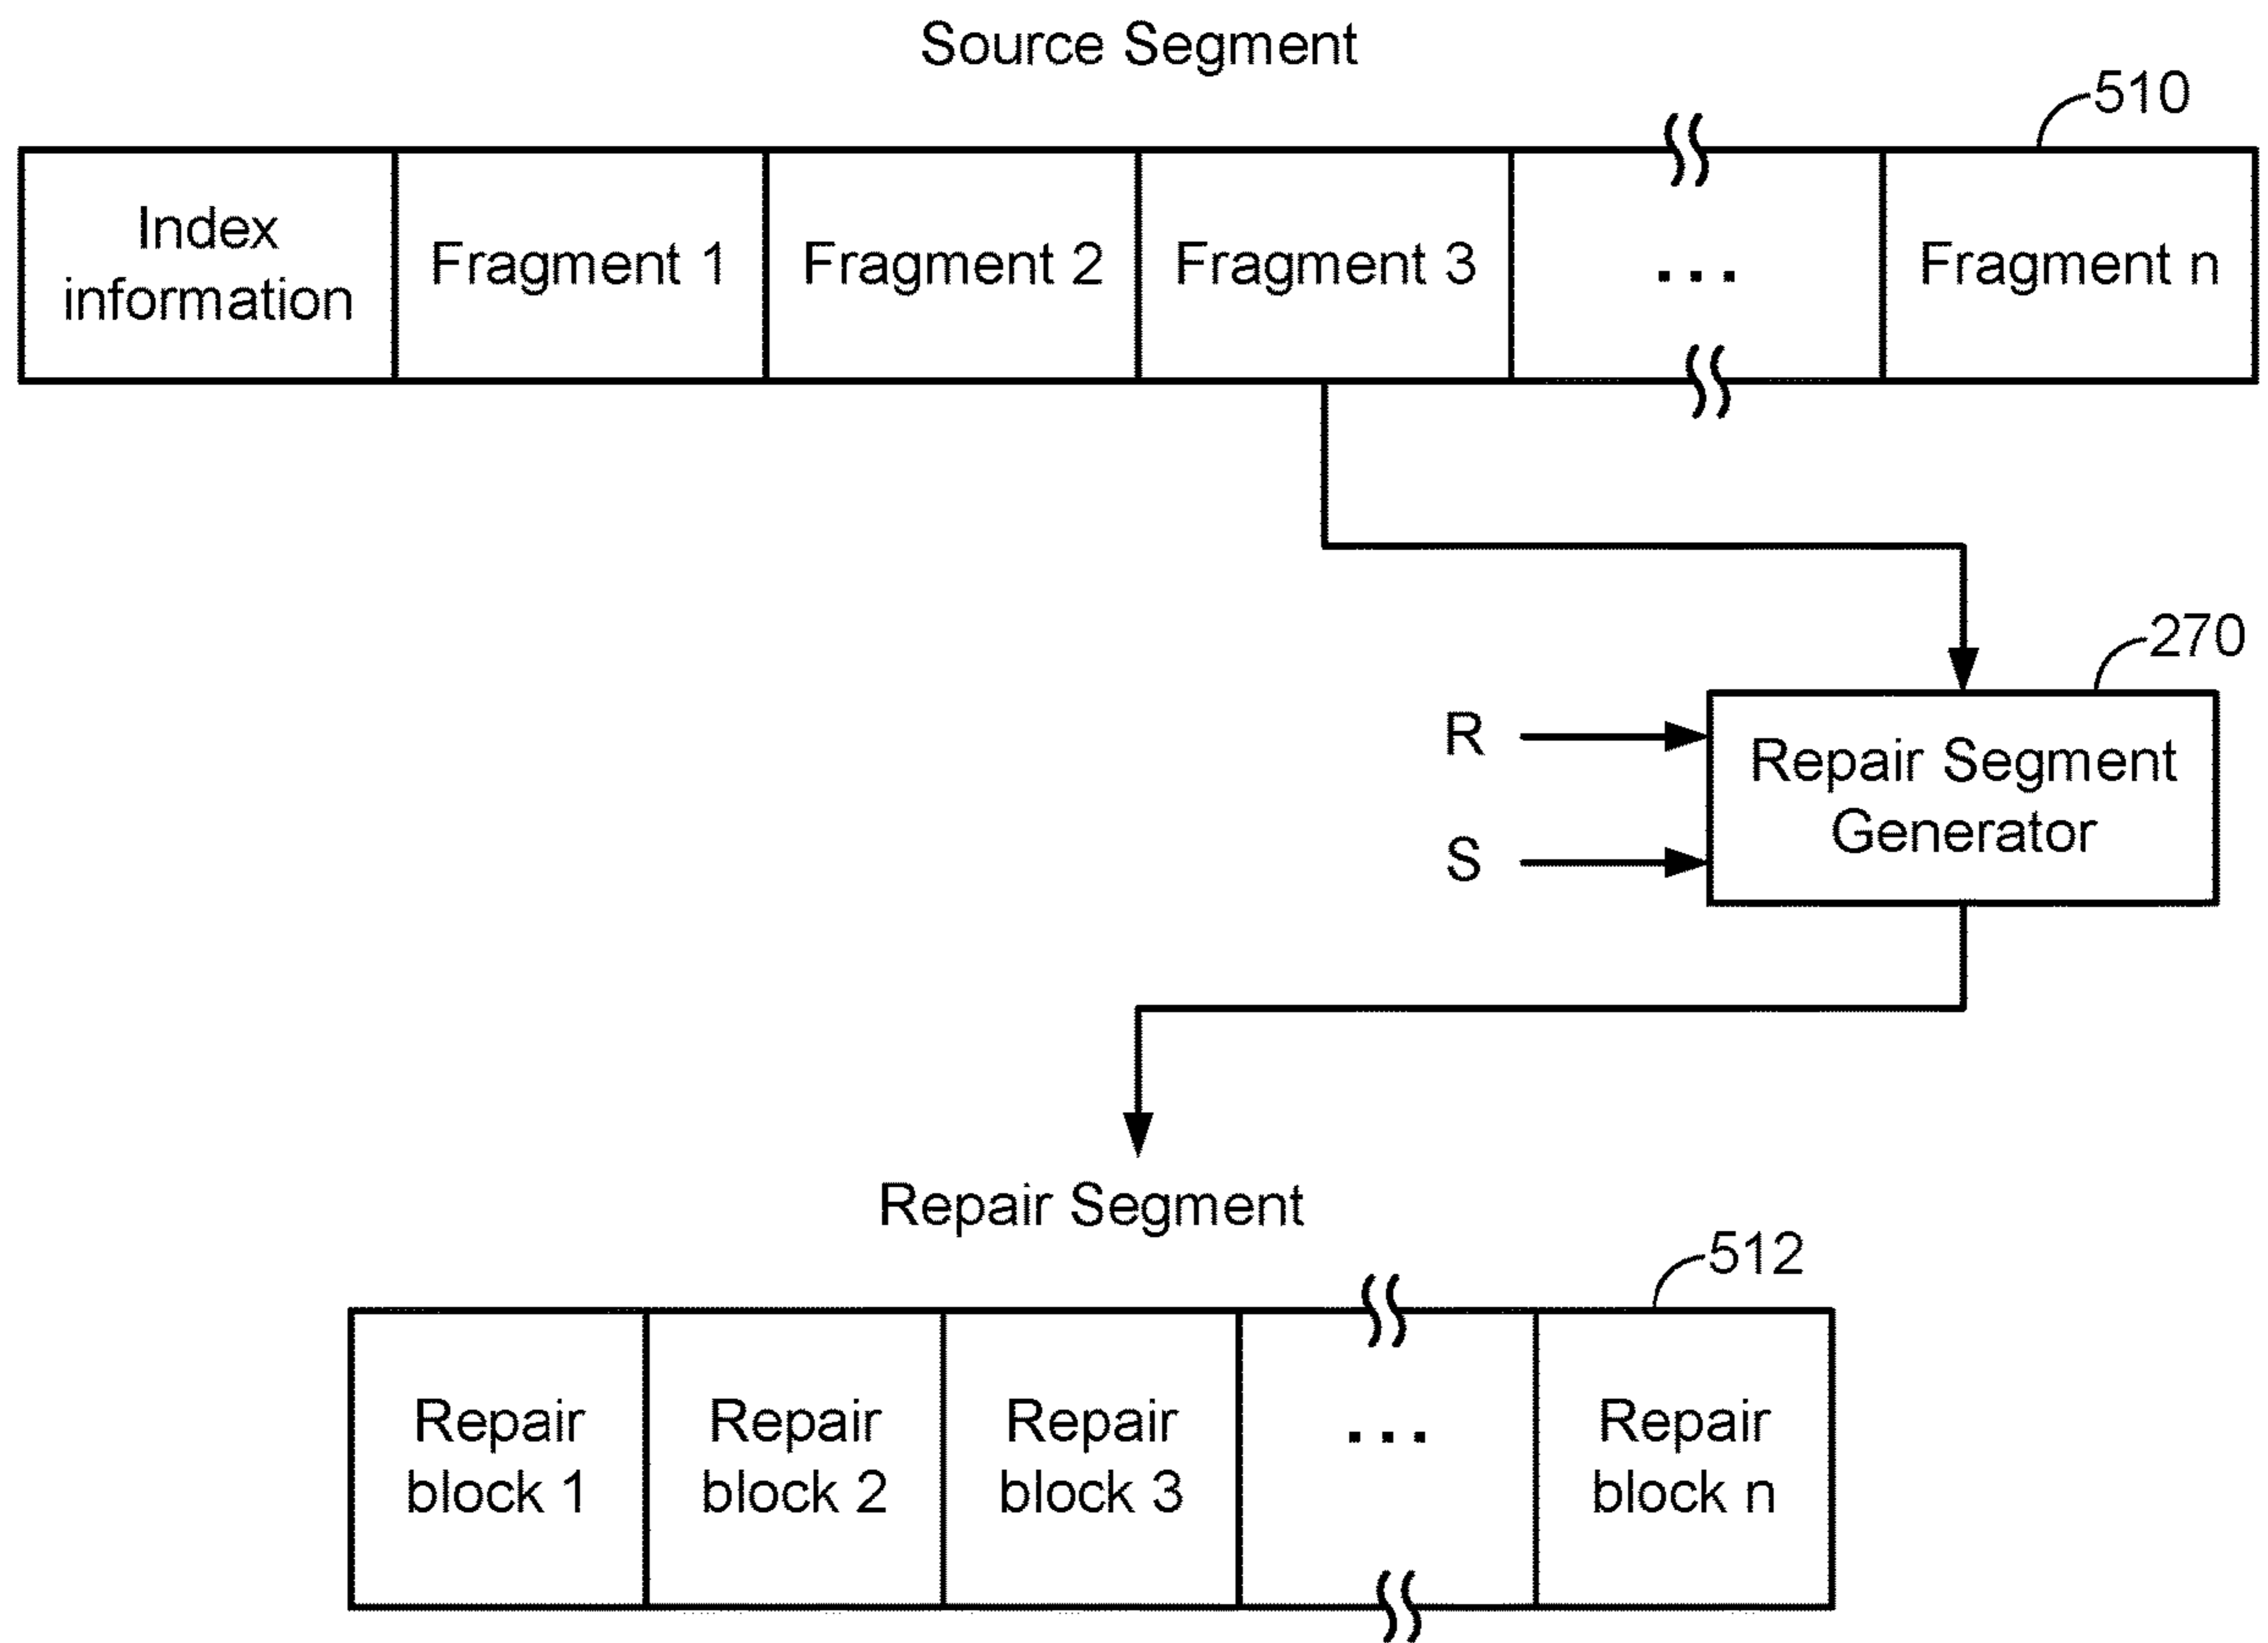 Source Segment
510
Index
information
Fragment 1
Fragment 2
Fragment 3
...
Fragment n
270
R
S
Repair Segment
Generator
Repair Segment
512
Repair
block 1
Repair
block 2
Repair
block 3
...
Repair
block n